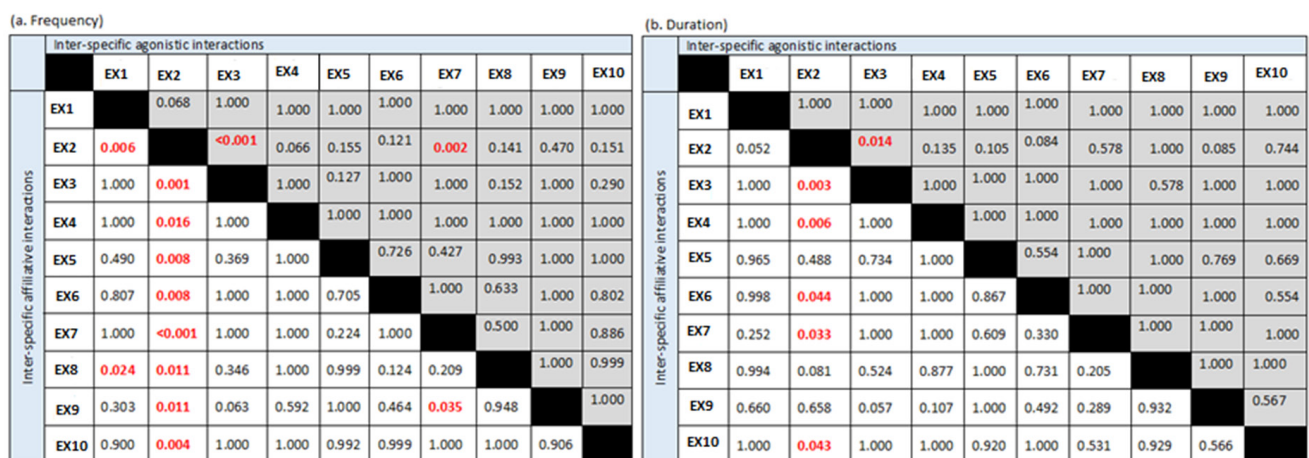 (a. Frequency)
Inter-specific agonistic interactions
EX1 EX2 EX3 EX4 EX5 EX6 EX7 EX8 EX9 EX10
Inter-specific affiliative interactions
EX1 0.068 1.000 1.000 1.000 1.000 1.000 1.000 1.000 1.000
EX2 0.006 <0.001 0.066 0.155 0.121 0.002 0.141 0.470 0.151
EX3 1.000 0.001 1.000 0.127 1.000 1.000 0.152 1.000 0.290
EX4 1.000 0.016 1.000 1.000 1.000 1.000 1.000 1.000 1.000
EX5 0.490 0.008 0.369 1.000 0.726 0.427 0.993 1.000 1.000
EX6 0.807 0.008 1.000 1.000 0.705 1.000 0.633 1.000 0.802
EX7 1.000 <0.001 1.000 1.000 0.224 1.000 0.500 1.000 0.886
EX8 0.024 0.011 0.346 1.000 0.999 0.124 0.209 1.000 0.999
EX9 0.303 0.011 0.063 0.592 1.000 0.464 0.035 0.948 1.000
EX10 0.900 0.004 1.000 1.000 0.992 0.999 1.000 1.000 0.906
(b. Duration)
Inter-specific agonistic interactions
EX1 EX2 EX3 EX4 EX5 EX6 EX7 EX8 EX9 EX10
Inter-specific affiliative interactions
EX1 1.000 1.000 1.000 1.000 1.000 1.000 1.000 1.000 1.000
EX2 0.052 0.014 0.135 0.105 0.084 0.578 1.000 0.085 0.744
EX3 1.000 0.003 1.000 1.000 1.000 1.000 0.578 1.000 1.000
EX4 1.000 0.006 1.000 1.000 1.000 1.000 1.000 1.000 1.000
EX5 0.965 0.488 0.734 1.000 0.554 1.000 1.000 0.769 0.669
EX6 0.998 0.044 1.000 1.000 0.867 1.000 1.000 1.000 0.554
EX7 0.252 0.033 1.000 1.000 0.609 0.330 1.000 1.000 1.000
EX8 0.994 0.081 0.524 0.877 1.000 0.731 0.205 1.000 1.000
EX9 0.660 0.658 0.057 0.107 1.000 0.492 0.289 0.932 0.567
EX10 1.000 0.043 1.000 1.000 0.920 1.000 0.531 0.929 0.566